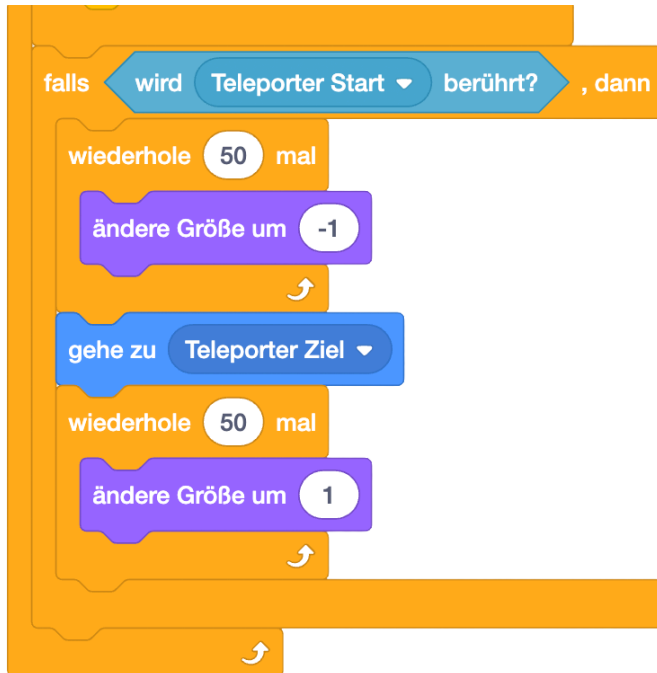 falls wird Teleporter Start berührt? , dann
wiederhole 50 mal
ändere Größe um -1
gehe zu Teleporter Ziel
wiederhole 50 mal
ändere Größe um 1